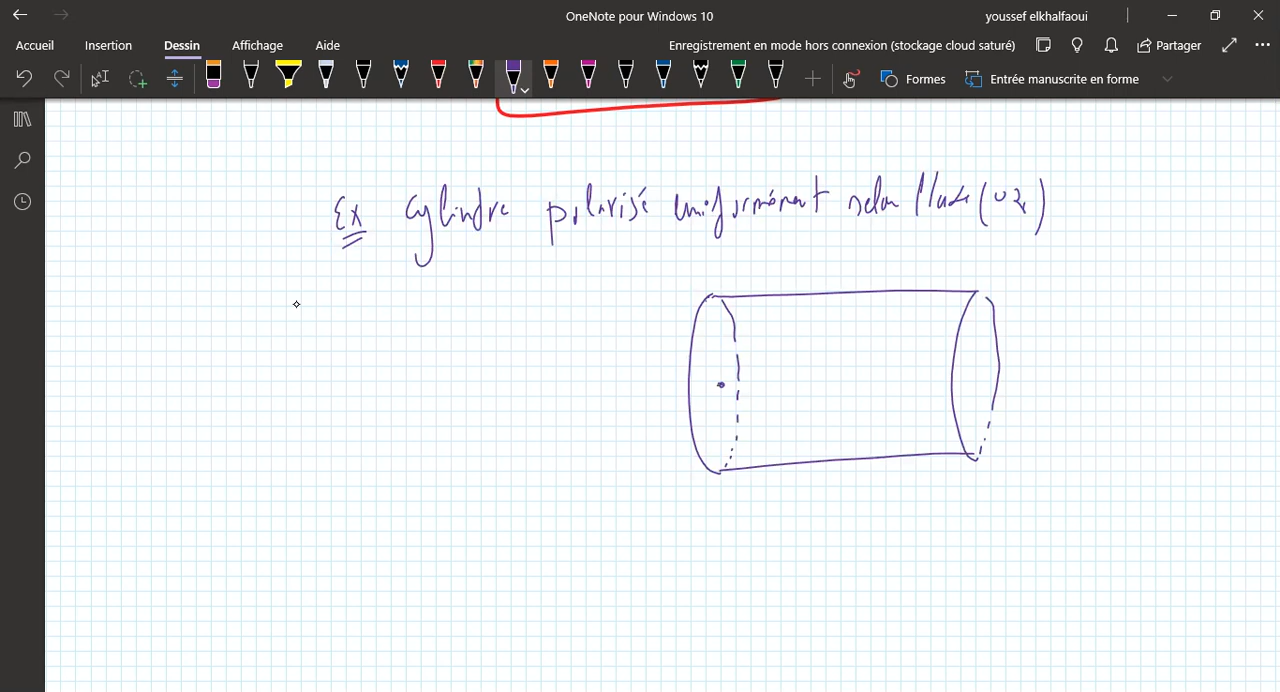 OneNote pour Windows 10
youssef elkhalfaoui
Accueil Insertion Dessin Affichage Aide
Enregistrement en mode hors connexion (stockage cloud saturé)
Partager
Formes
Entrée manuscrite en forme
Ex cylindre polarisé uniformément selon l'axe (